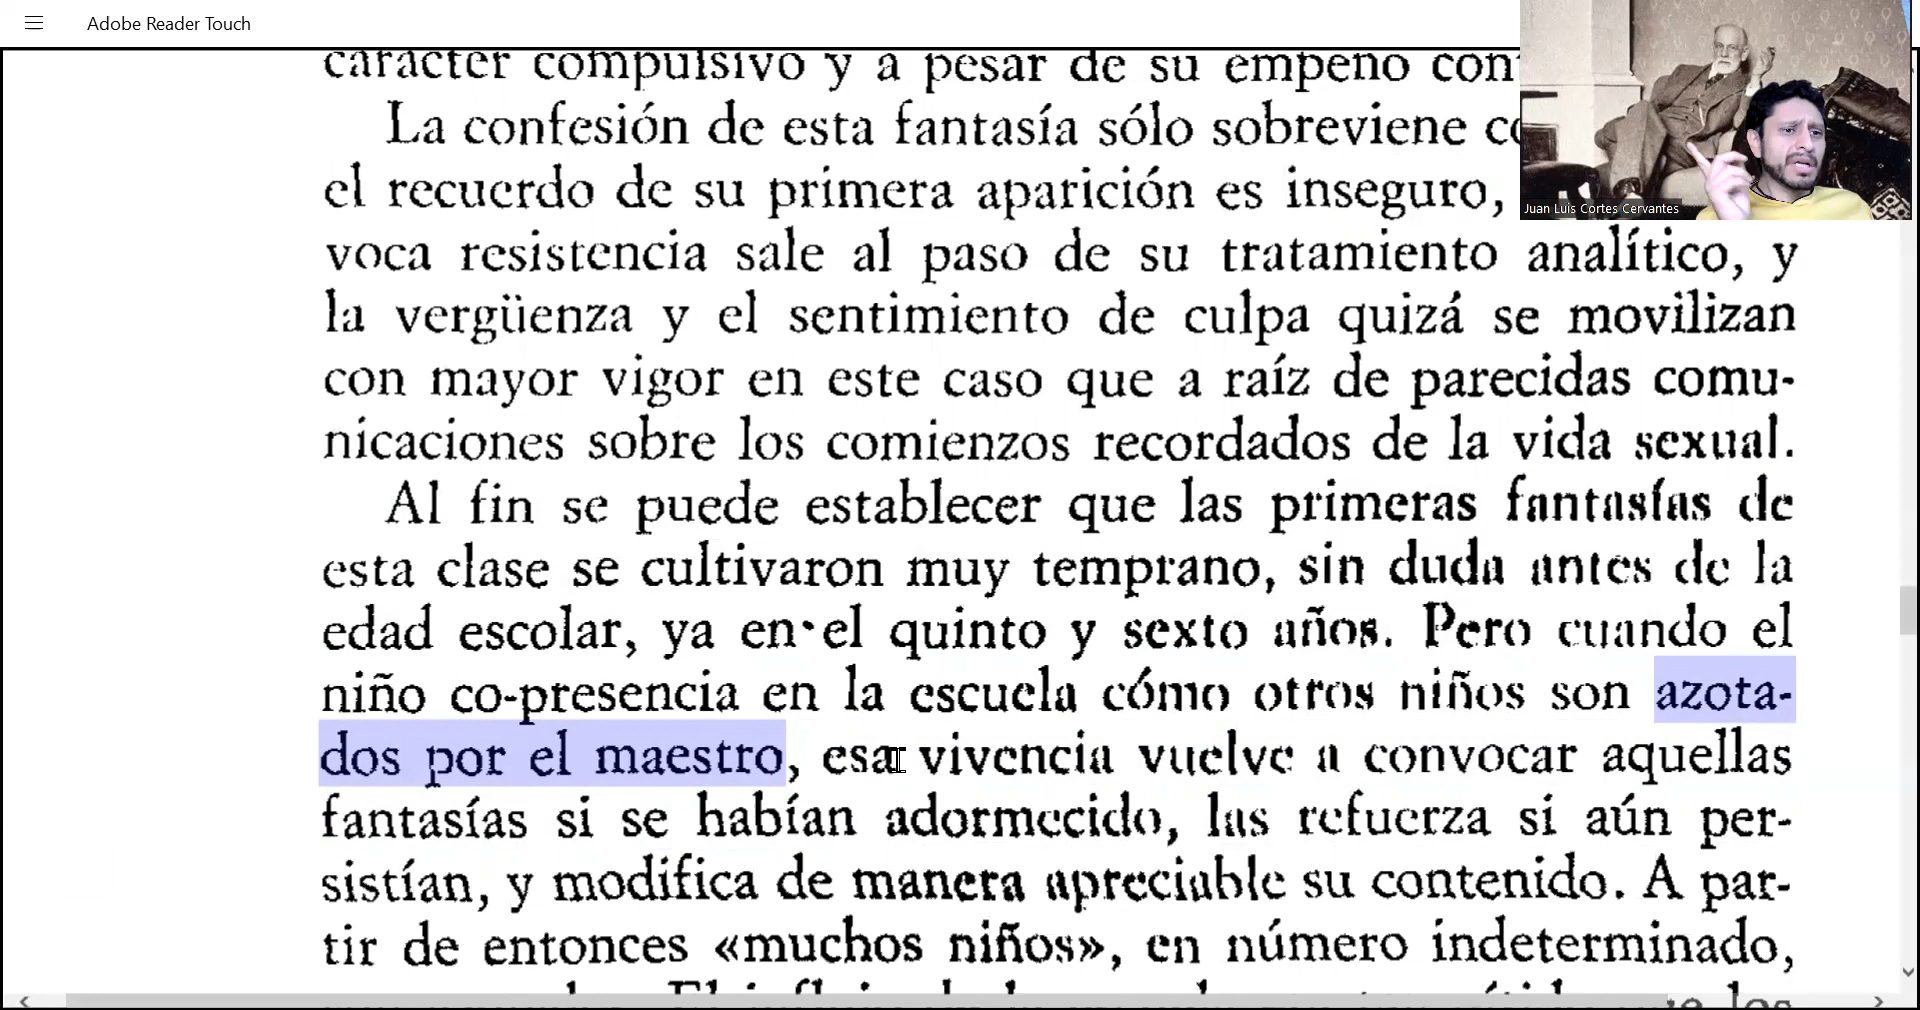 Adobe Reader Touch
carácter compulsivo y a pesar de su empeño
La confesión de esta fantasía sólo sobreviene
el recuerdo de su primera aparición es inseguro,
voca resistencia sale al paso de su tratamiento analítico, y
la vergüenza y el sentimiento de culpa quizá se movilizan
con mayor vigor en este caso que a raíz de parecidas comu-
nicaciones sobre los comienzos recordados de la vida sexual.
Al fin se puede establecer que las primeras fantasías de
esta clase se cultivaron muy temprano, sin duda antes de la
edad escolar, ya en el quinto y sexto años. Pero cuando el
niño co-presencia en la escuela cómo otros niños son azota-
dos por el maestro, esa vivencia vuelve a convocar aquellas
fantasías si se habían adormecido, las refuerza si aún per-
sistían, y modifica de manera apreciable su contenido. A par-
tir de entonces «muchos niños», en número indeterminado,
Juan Luis Cortes Cervantes